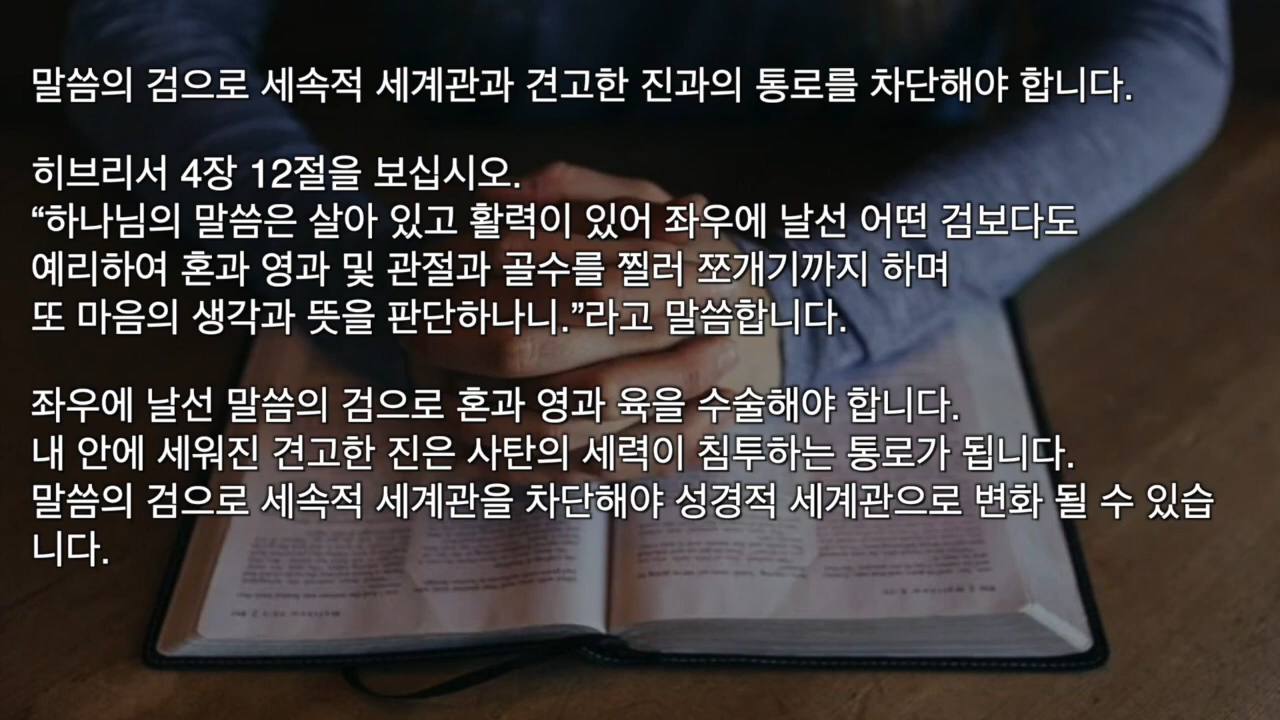 말씀의 검으로 세속적 세계관과 견고한 진과의 통로를 차단해야 합니다.
히브리서 4장 12절을 보십시오.
“하나님의 말씀은 살아 있고 활력이 있어 좌우에 날선 어떤 검보다도
예리하여 혼과 영과 및 관절과 골수를 찔러 쪼개기까지 하며
또 마음의 생각과 뜻을 판단하나니.”라고 말씀합니다.
좌우에 날선 말씀의 검으로 혼과 영과 육을 수술해야 합니다.
내 안에 세워진 견고한 진은 사탄의 세력이 침투하는 통로가 됩니다.
말씀의 검으로 세속적 세계관을 차단해야 성경적 세계관으로 변화 될 수 있습
니다.